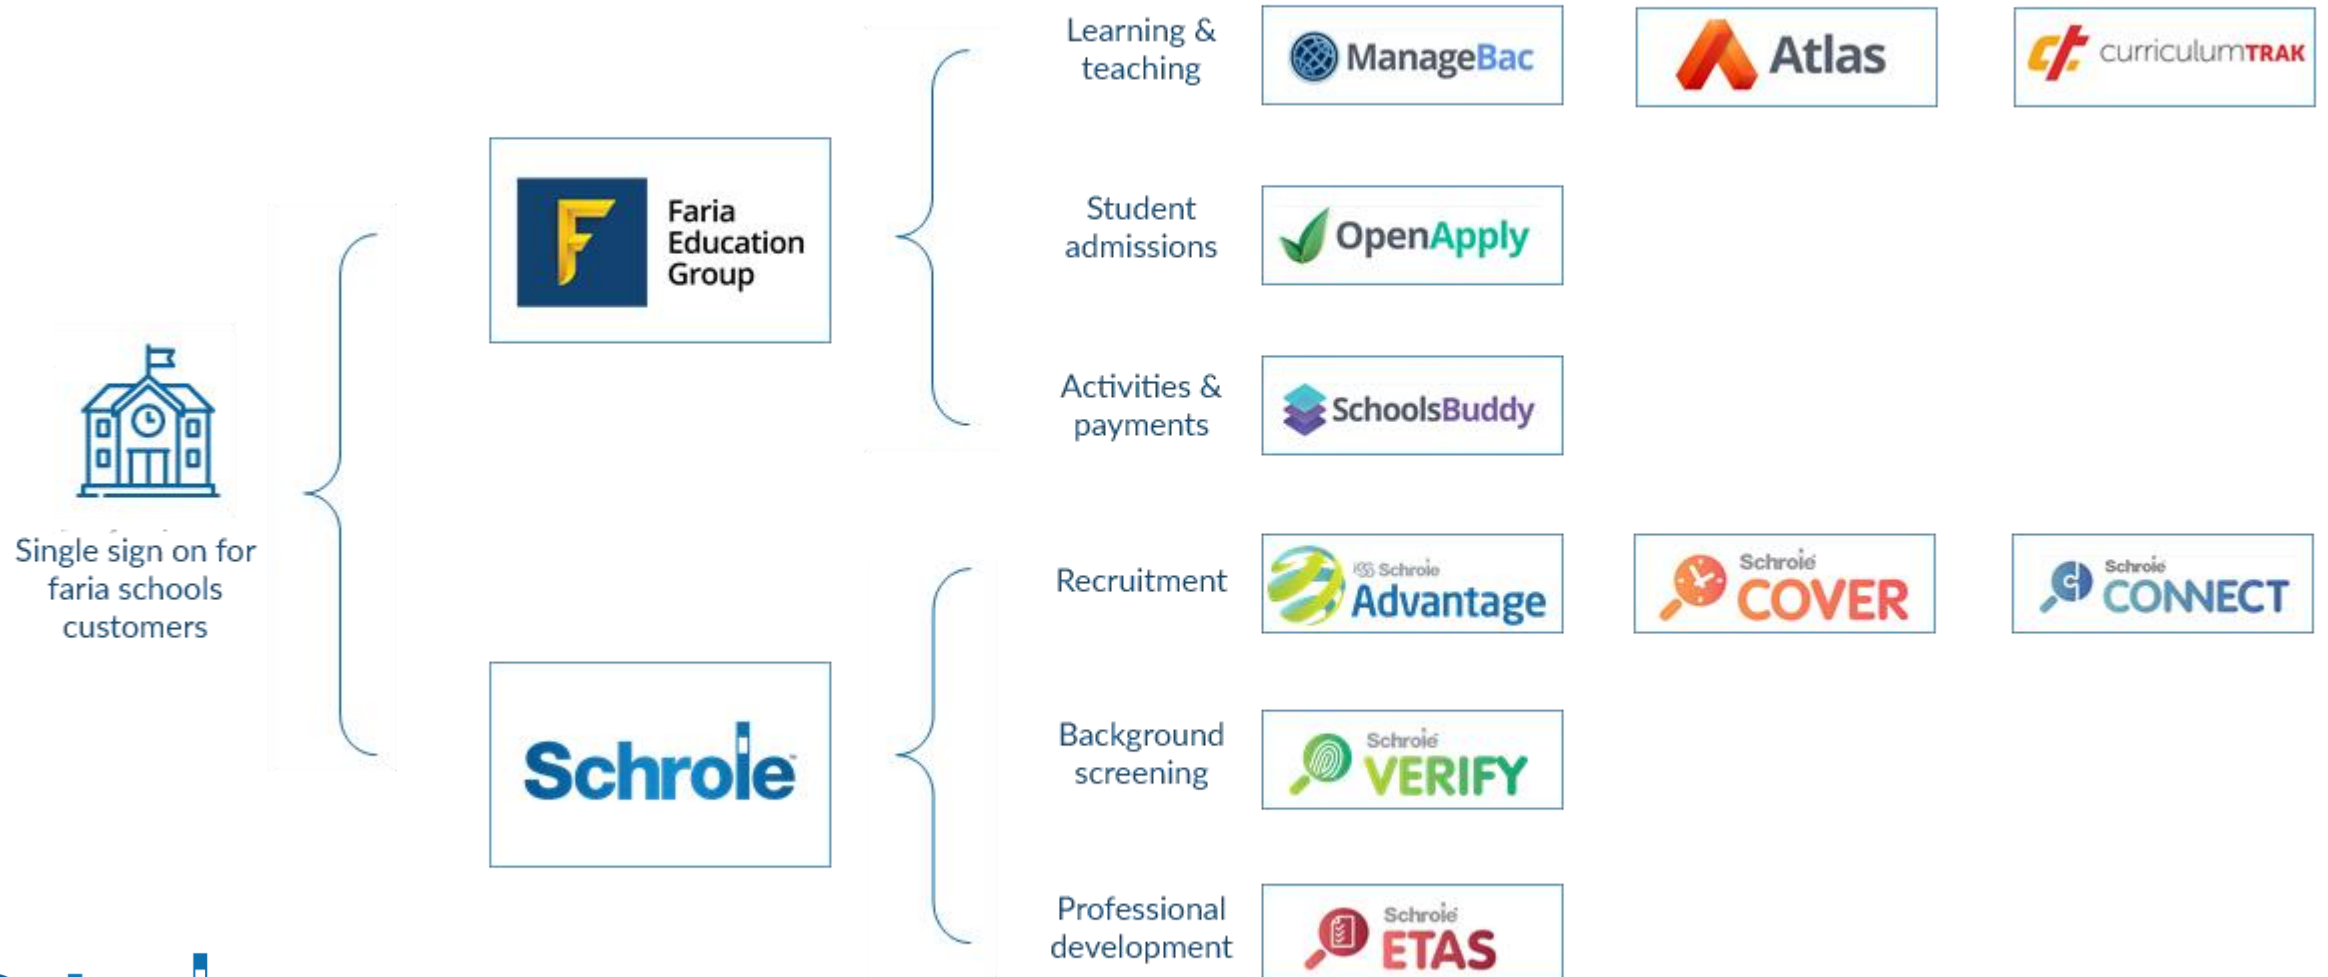 Learning &
teaching
ManageBac
Atlas
curriculumTRAK
Faria
Education
Group
Student
admissions
OpenApply
Activities &
payments
SchoolsBuddy
Single sign on for
faria schools
customers
Recruitment
ISS Schrole
Advantage
Schrole
COVER
Schrole
CONNECT
Schrole
Background
screening
Schrole
VERIFY
Professional
development
Schrole
ETAS